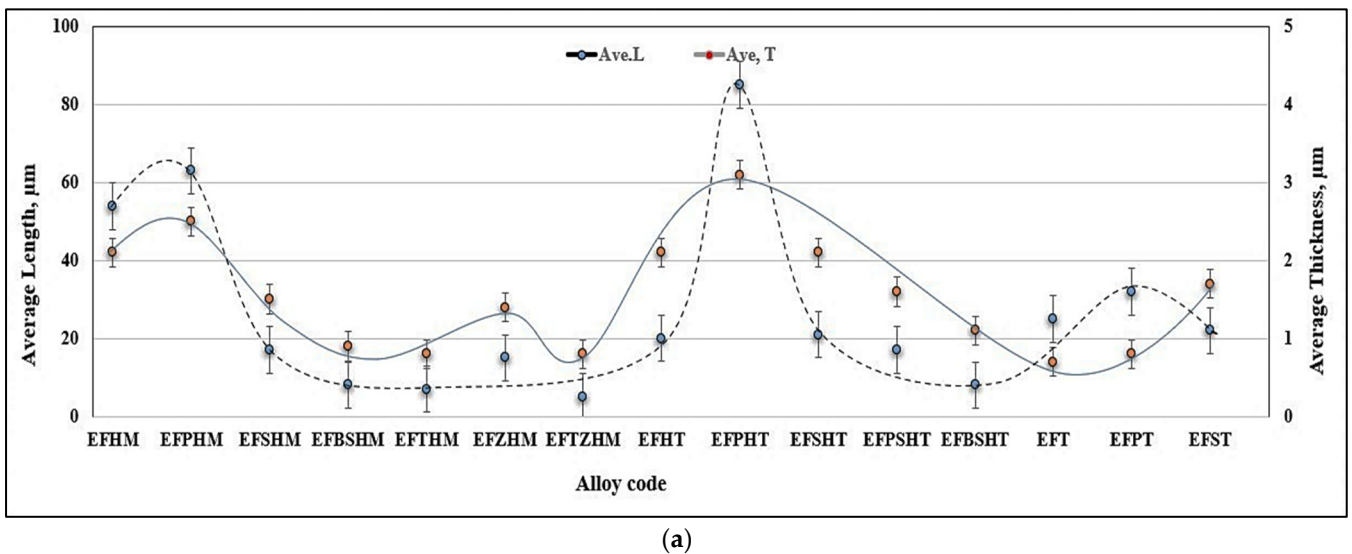 100
80
60
40
20
0
Average Length, µm
Ave.L
Ave, T
5
4
3
2
1
0
Average Thickness, µm
EFHM EFPHM EFSHM EFBSHM EFTHM EFZHM EFTZHM EFHT EFPHT EFSHT EFPSHT EFBSHT EFT EFPT EFST
Alloy code
(a)